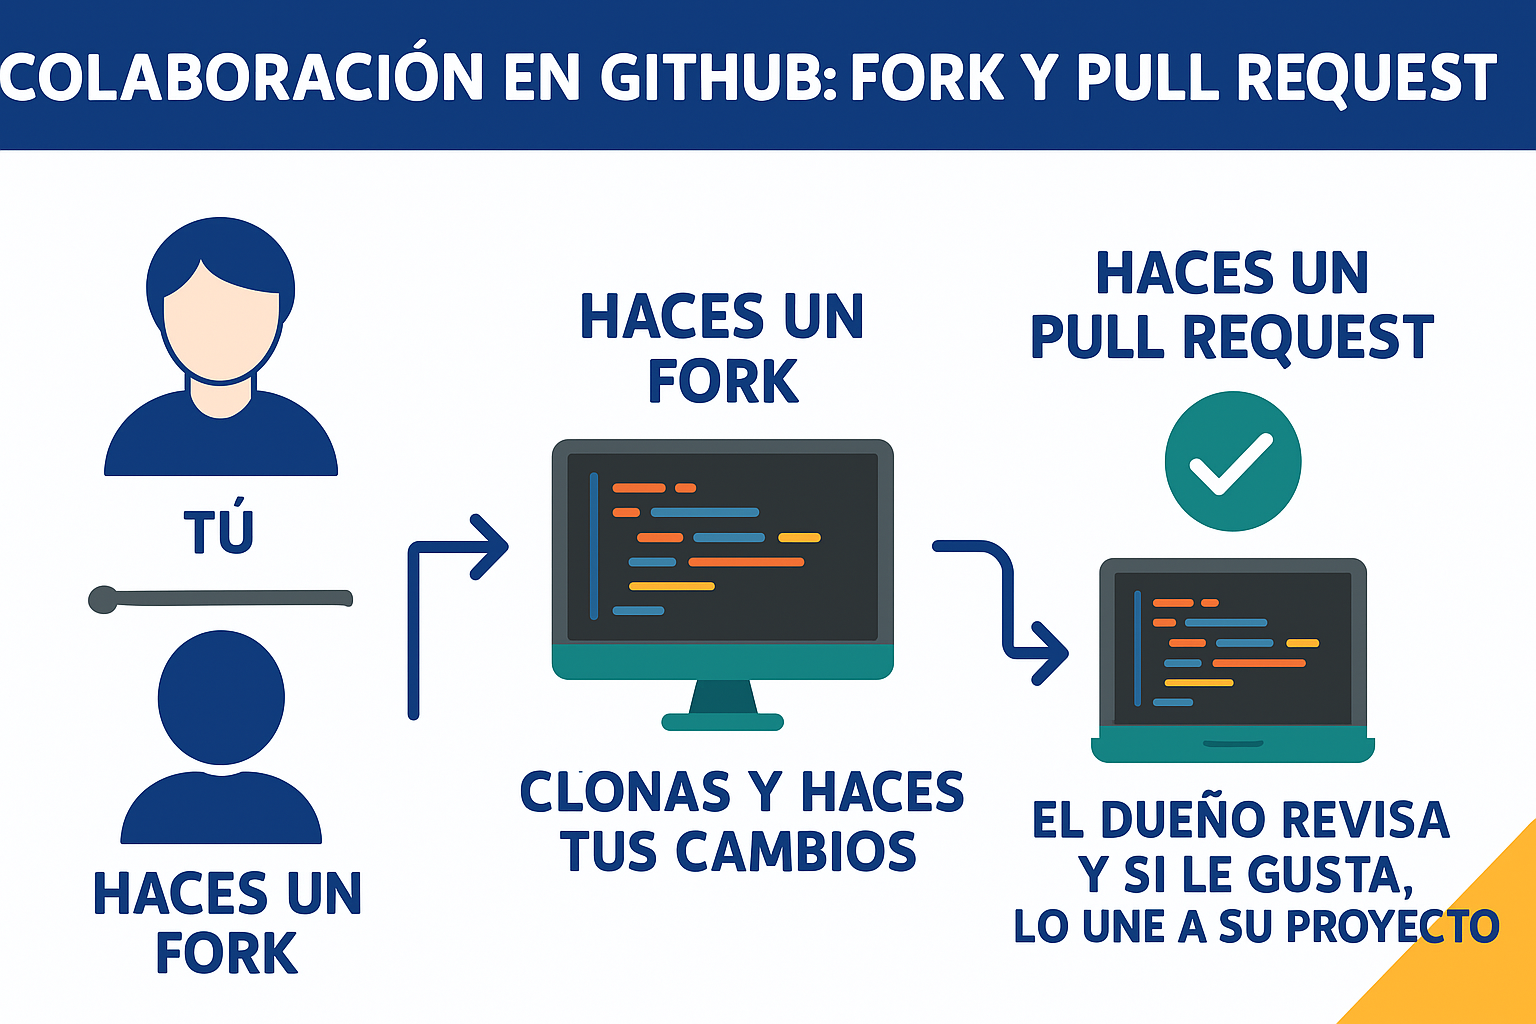 COLABORACIÓN EN GITHUB: FORK Y PULL REQUEST
TÚ
HACES UN
FORK
HACES UN
FORK
CLONAS Y HACES
TUS CAMBIOS
HACES UN
PULL REQUEST
EL DUEÑO REVISA
Y SI LE GUSTA,
LO UNE A SU PROYECTO